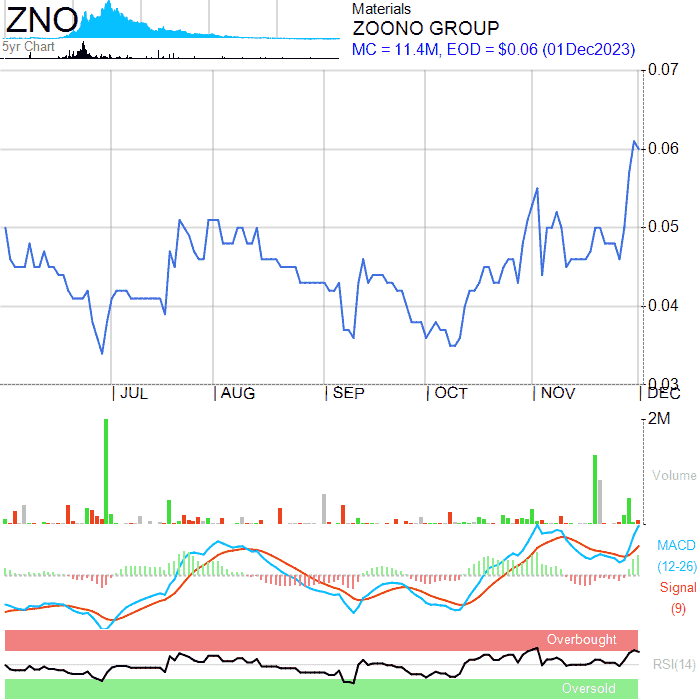 ZNO
5yr Chart
Materials
ZOONO GROUP
MC = 11.4M, EOD = $0.06 (01Dec2023)
0.07
0.06
0.05
0.04
0.03
JUL
AUG
SEP
OCT
NOV
DEC
2M
Volume
MACD
(12-26)
Signal
(9)
Overbought
RSI(14)
Oversold